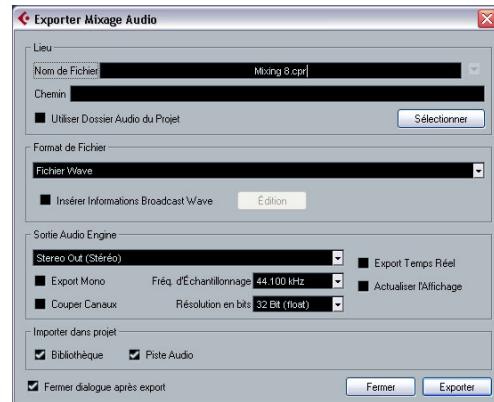 Exporter Mixage Audio
Lieu
Nom de Fichier Mixing 8.cpr
Chemin
Utiliser Dossier Audio du Projet Sélectionner
Format de Fichier
Fichier Wave
Insérer Informations Broadcast Wave Édition
Sortie Audio Engine
Stereo Out (Stéréo) Export Temps Réel
Export Mono Fréq. d'Échantillonnage 44.100 kHz Actualiser l'Affichage
Couper Canaux Résolution en bits 32 Bit (float)
Importer dans projet
Bibliothèque Piste Audio
Fermer dialogue après export Fermer Exporter